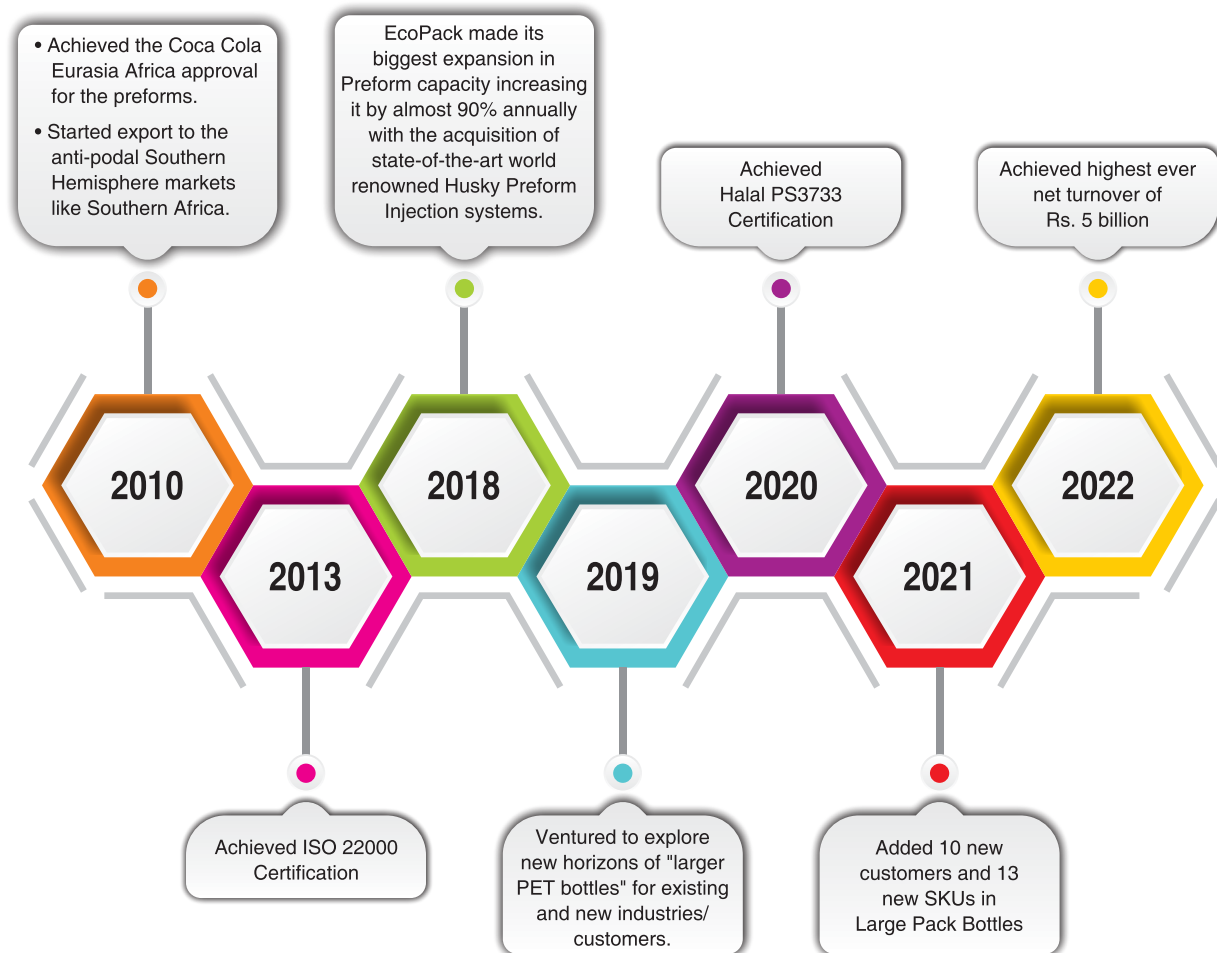 • Achieved the Coca Cola
Eurasia Africa approval
for the preforms.
• Started export to the
anti-podal Southern
Hemisphere markets
like Southern Africa.
EcoPack made its
biggest expansion in
Preform capacity increasing
it by almost 90% annually
with the acquisition of
state-of-the-art world
renowned Husky Preform
Injection systems.
Achieved
Halal PS3733
Certification
Achieved highest ever
net turnover of
Rs. 5 billion
2010
2018
2020
2022
2013
2019
2021
Achieved ISO 22000
Certification
Ventured to explore
new horizons of "larger
PET bottles" for existing
and new industries/
customers.
Added 10 new
customers and 13
new SKUs in
Large Pack Bottles